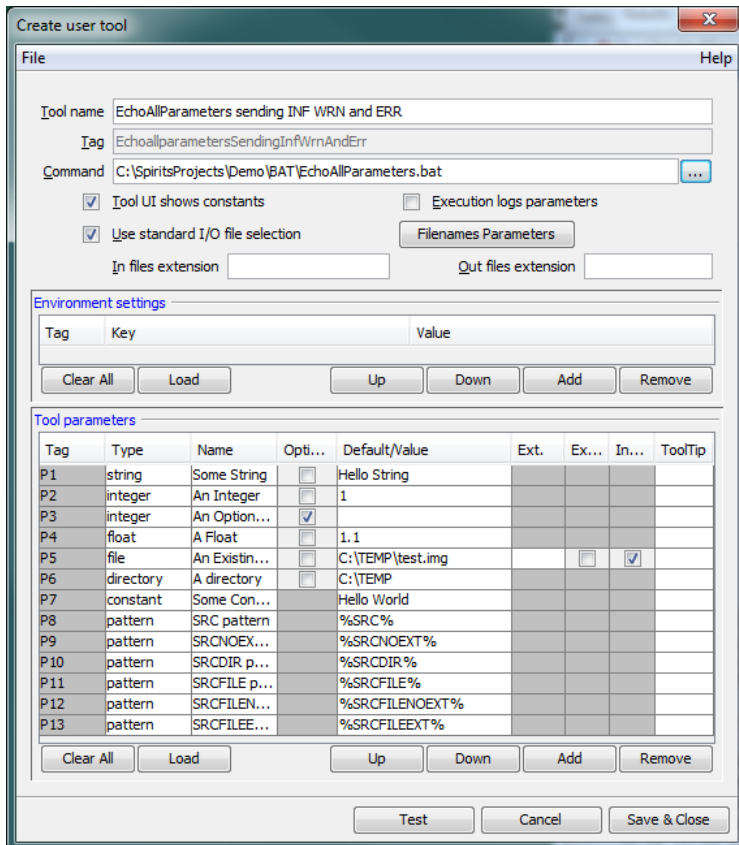 Create user tool
File Help
Tool name EchoAllParameters sending INF WRN and ERR
Tag EchoallparametersSendingInfWrnAndErr
Command C:\SpiritsProjects\Demo\BAT\EchoAllParameters.bat ...
Tool UI shows constants Execution logs parameters
Use standard I/O file selection Filenames Parameters
In files extension Out files extension
Environment settings
Tag Key Value
Clear All Load Up Down Add Remove
Tool parameters
Tag Type Name Opti... Default/Value Ext. Ex... In... ToolTip
P1 string Some String Hello String
P2 integer An Integer 1
P3 integer An Option...
P4 float A Float 1.1
P5 file An Existin... C:\TEMP\test.img
P6 directory A directory C:\TEMP
P7 constant Some Con... Hello World
P8 pattern SRC pattern %SRC%
P9 pattern SRCNOEX... %SRCNOEXT%
P10 pattern SRCDIR p... %SRCDIR%
P11 pattern SRCFILE p... %SRCFILE%
P12 pattern SRCFILEN... %SRCFILENOEXT%
P13 pattern SRCFILEE... %SRCFILEEXT%
Clear All Load Up Down Add Remove
Test Cancel Save & Close